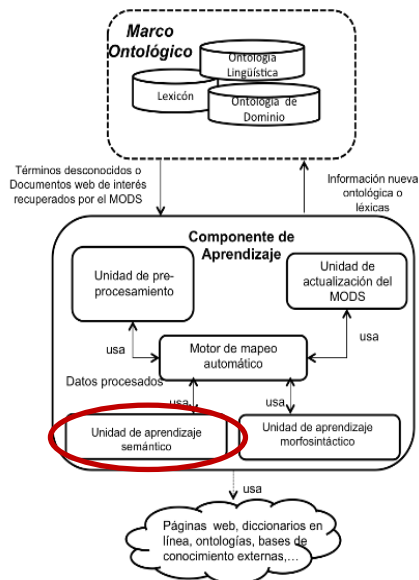 Marco
Ontológico
Ontología
Lingüística
Lexicón
Ontología de
Dominio
Términos desconocidos o
Documentos web de interés
recuperados por el MODS
Información nueva
ontológica o
léxicas
Componente de
Aprendizaje
Unidad de pre-
procesamiento
Unidad de
actualización del
MODS
usa
usa
Motor de mapeo
automático
Datos procesados
usa
usa
Unidad de aprendizaje
semántico
Unidad de aprendizaje
morfosintáctico
usa
Páginas web, diccionarios en
línea, ontologías, bases de
conocimiento externas,...